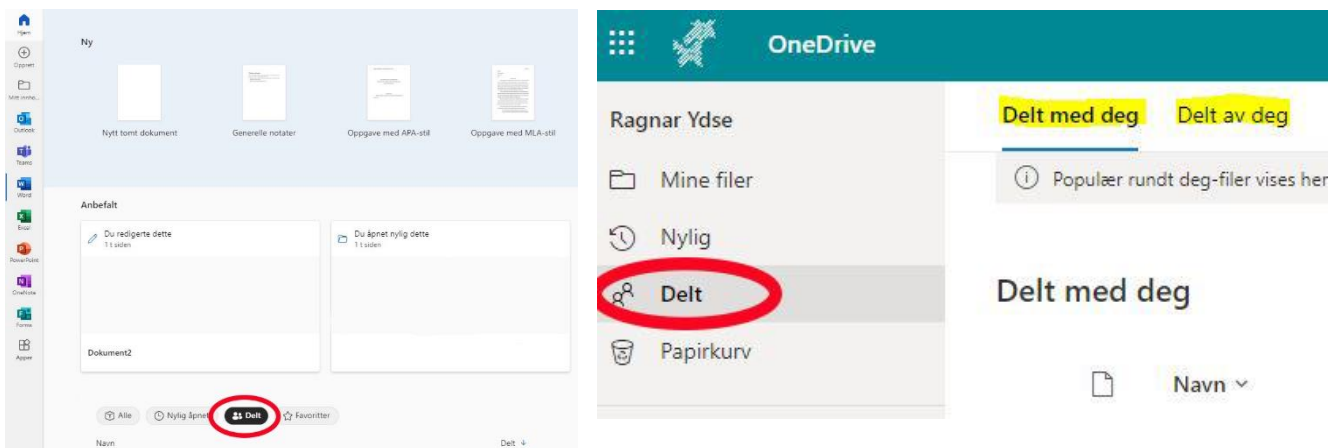 Hjem
Opprett
Mitt innho...
Outlook
Teams
Word
Excel
PowerPoint
OneNote
Forms
Apper
Ny
Nytt tomt dokument
Generelle notater
Oppgave med APA-stil
Oppgave med MLA-stil
Anbefalt
Du redigerte dette
1 t siden
Du åpnet nylig dette
1 t siden
Dokument2
Alle
Nylig åpnet
Delt
Favoritter
Navn
Delt
OneDrive
Ragnar Ydse
Mine filer
Nylig
Delt
Papirkurv
Delt med deg
Delt av deg
Populær rundt deg-filer vises her
Delt med deg
Navn